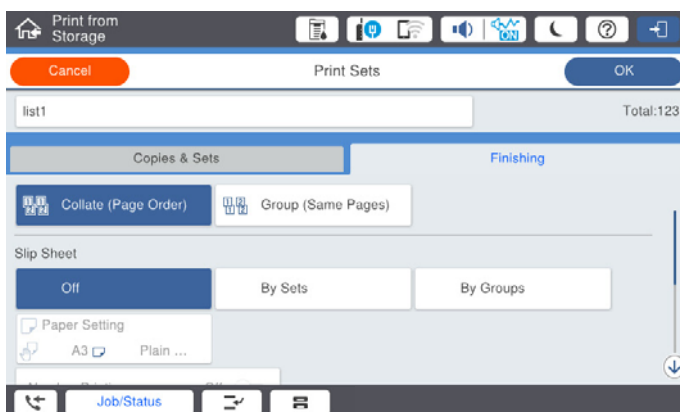 Print from
Storage
ON
Cancel
Print Sets
OK
list1
Total:123
Copies & Sets
Finishing
Collate (Page Order)
Group (Same Pages)
Slip Sheet
Off
By Sets
By Groups
Paper Setting
A3
Plain ...
Job/Status